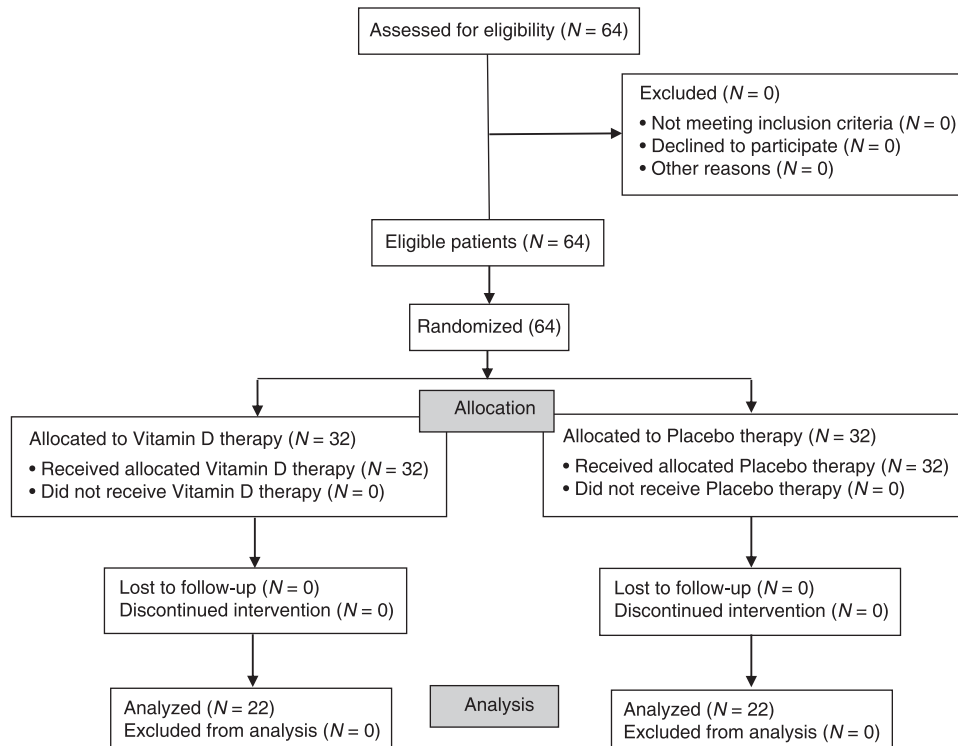 Assessed for eligibility (N = 64)
Excluded (N = 0)
• Not meeting inclusion criteria (N = 0)
• Declined to participate (N = 0)
• Other reasons (N = 0)
Eligible patients (N = 64)
Randomized (64)
Allocation
Allocated to Vitamin D therapy (N = 32)
• Received allocated Vitamin D therapy (N = 32)
• Did not receive Vitamin D therapy (N = 0)
Allocated to Placebo therapy (N = 32)
• Received allocated Placebo therapy (N = 32)
• Did not receive Placebo therapy (N = 0)
Lost to follow-up (N = 0)
Discontinued intervention (N = 0)
Lost to follow-up (N = 0)
Discontinued intervention (N = 0)
Analyzed (N = 22)
Excluded from analysis (N = 0)
Analysis
Analyzed (N = 22)
Excluded from analysis (N = 0)